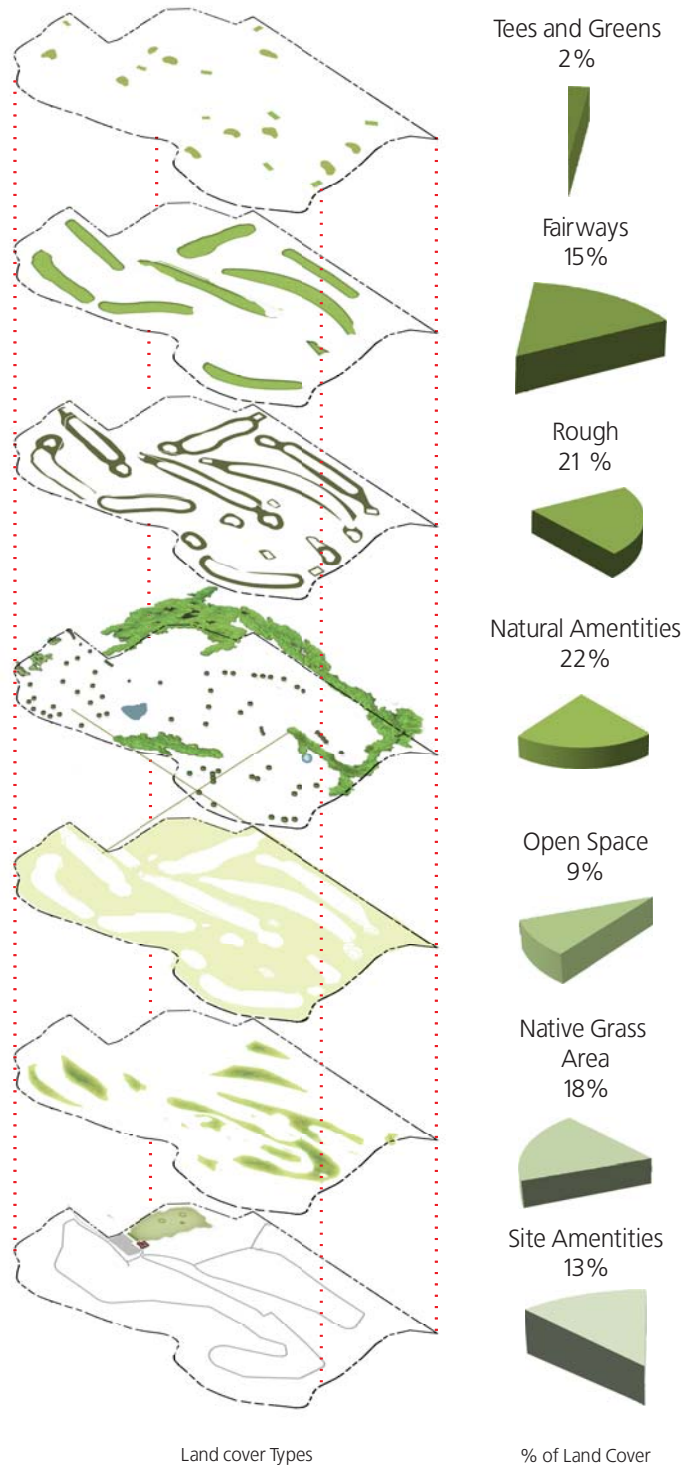 Tees and Greens
2%
Fairways
15%
Rough
21 %
Natural Amentities
22%
Open Space
9%
Native Grass
Area
18%
Site Amentities
13%
Land cover Types
% of Land Cover